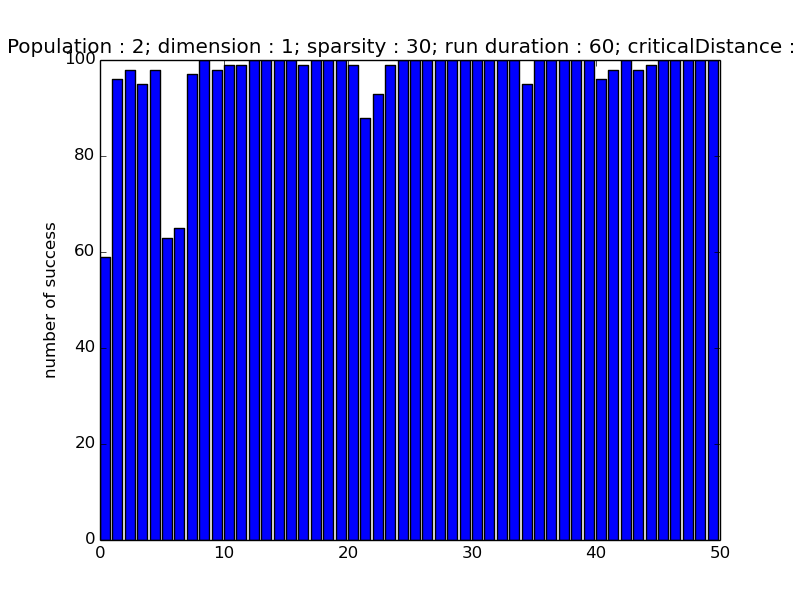 Population : 2; dimension : 1; sparsity : 30; run duration : 60; criticalDistance :
100
80
60
40
20
0
number of success
0 10 20 30 40 50